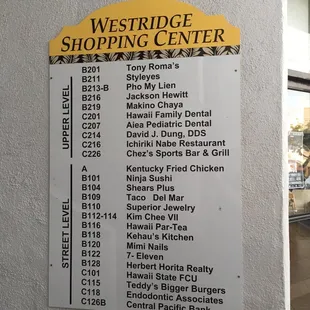 WESTRIDGE
SHOPPING CENTER
UPPER LEVEL
B201 Tony Roma's
B211 Styleyes
B213-B Pho My Lien
B216 Jackson Hewitt
B219 Makino Chaya
C201 Hawaii Family Dental
C207 Aiea Pediatric Dental
C214 David J. Dung, DDS
C216 Ichiriki Nabe Restaurant
C226 Chez's Sports Bar & Grill
STREET LEVEL
A Kentucky Fried Chicken
B101 Ninja Sushi
B104 Shears Plus
B109 Taco Del Mar
B110 Superior Jewelry
B112-114 Kim Chee VII
B116 Hawaii Par-Tea
B118 Kehau's Kitchen
B120 Mimi Nails
B122 7- Eleven
B128 Herbert Horita Realty
C101 Hawaii State FCU
C115 Teddy's Bigger Burgers
C118 Endodontic Associates
C126B Central Pacific Bank